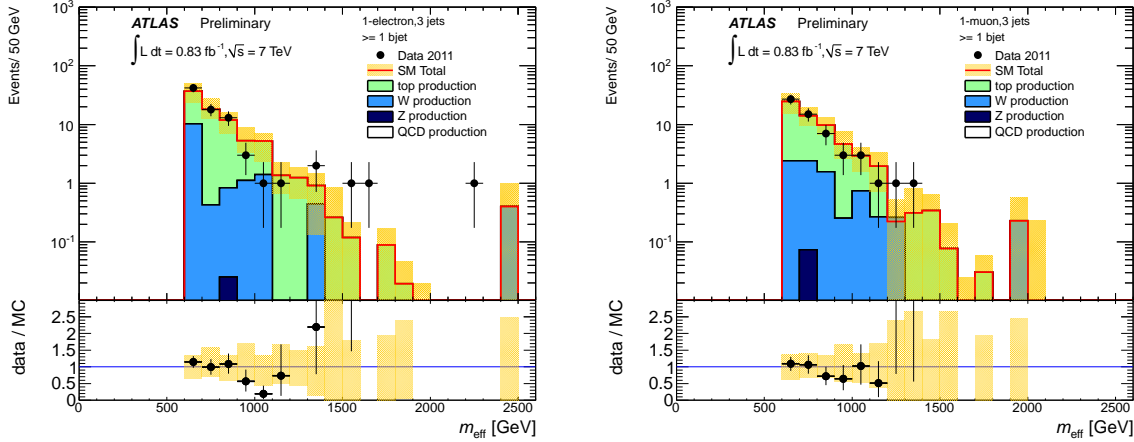 ATLAS Preliminary
1-electron,3 jets
>= 1 bjet
∫ L dt = 0.83 fb⁻¹,√s = 7 TeV
Data 2011
SM Total
top production
W production
Z production
QCD production
Events/ 50 GeV
10³
10²
10
1
10⁻¹
data / MC
2.5
2
1.5
1
0.5
0
0 500 1000 1500 2000 2500
m_eff [GeV]
ATLAS Preliminary
1-muon,3 jets
>= 1 bjet
∫ L dt = 0.83 fb⁻¹,√s = 7 TeV
Data 2011
SM Total
top production
W production
Z production
QCD production
Events/ 50 GeV
10³
10²
10
1
10⁻¹
data / MC
2.5
2
1.5
1
0.5
0
0 500 1000 1500 2000 2500
m_eff [GeV]